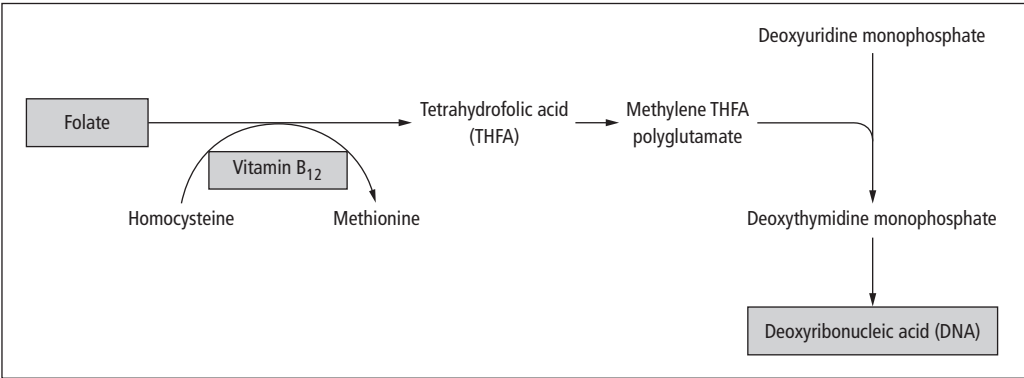 Deoxyuridine monophosphate
Folate
Tetrahydrofolic acid
(THFA)
Methylene THFA
polyglutamate
Vitamin B12
Homocysteine
Methionine
Deoxythymidine monophosphate
Deoxyribonucleic acid (DNA)